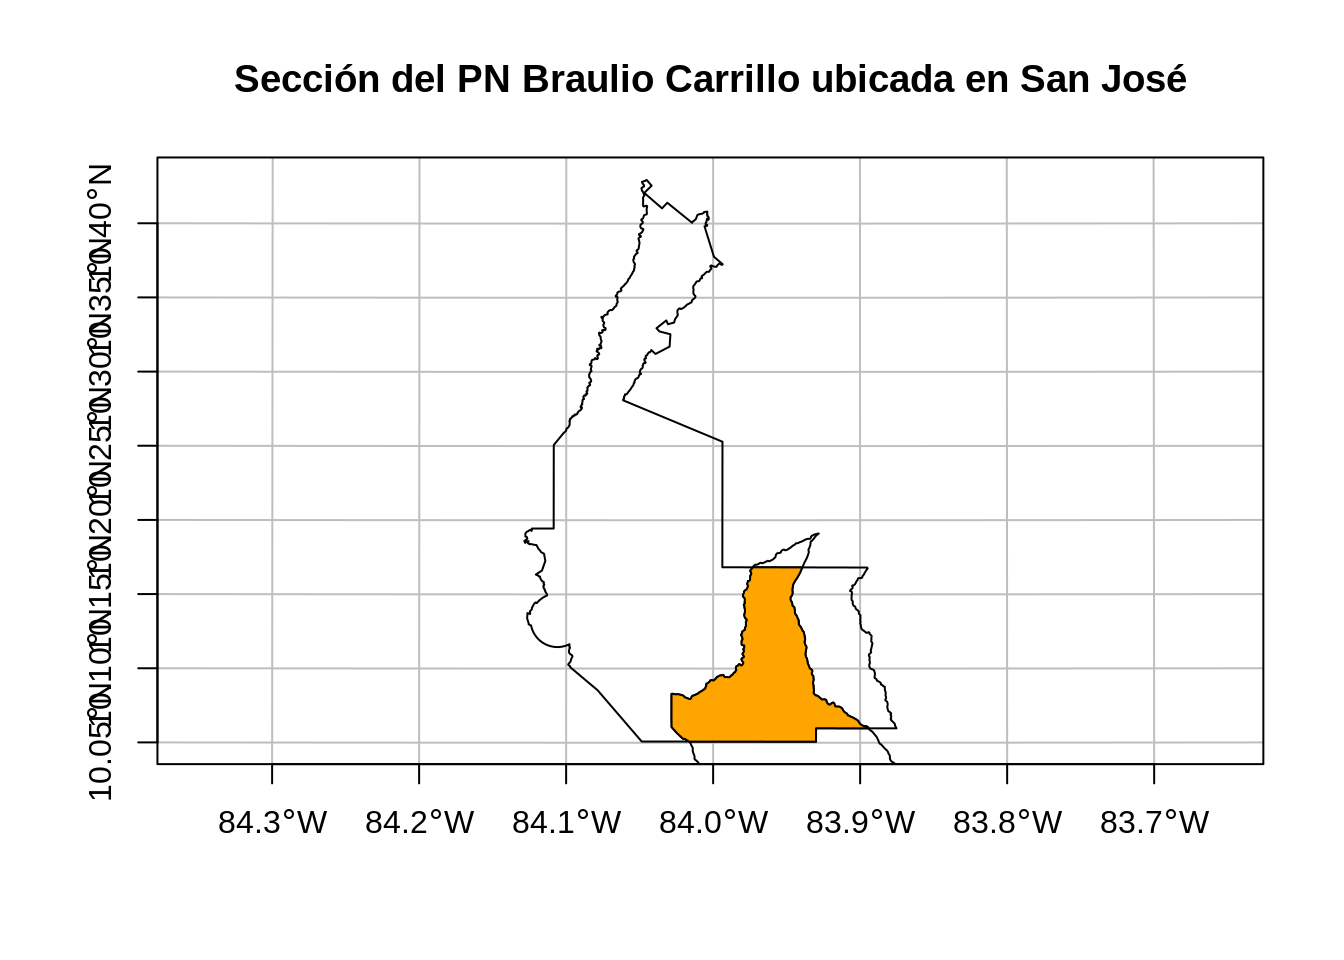 Sección del PN Braulio Carrillo ubicada en San José
10.40°N
10.35°N
10.30°N
10.25°N
10.20°N
10.15°N
10.10°N
10.05°N
84.3°W 84.2°W 84.1°W 84.0°W 83.9°W 83.8°W 83.7°W